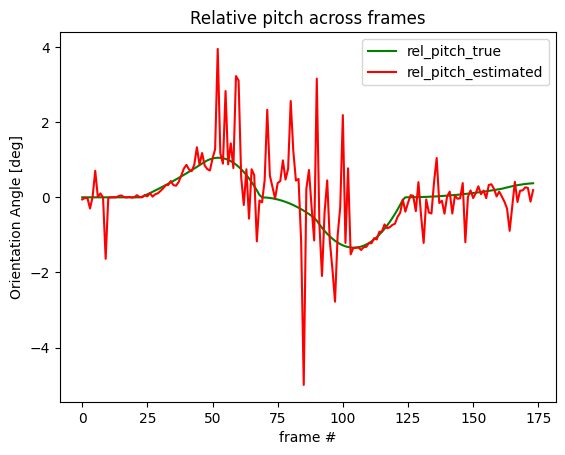 Relative pitch across frames
rel_pitch_true
rel_pitch_estimated
Orientation Angle [deg]
4
2
0
−2
−4
0 25 50 75 100 125 150 175
frame #